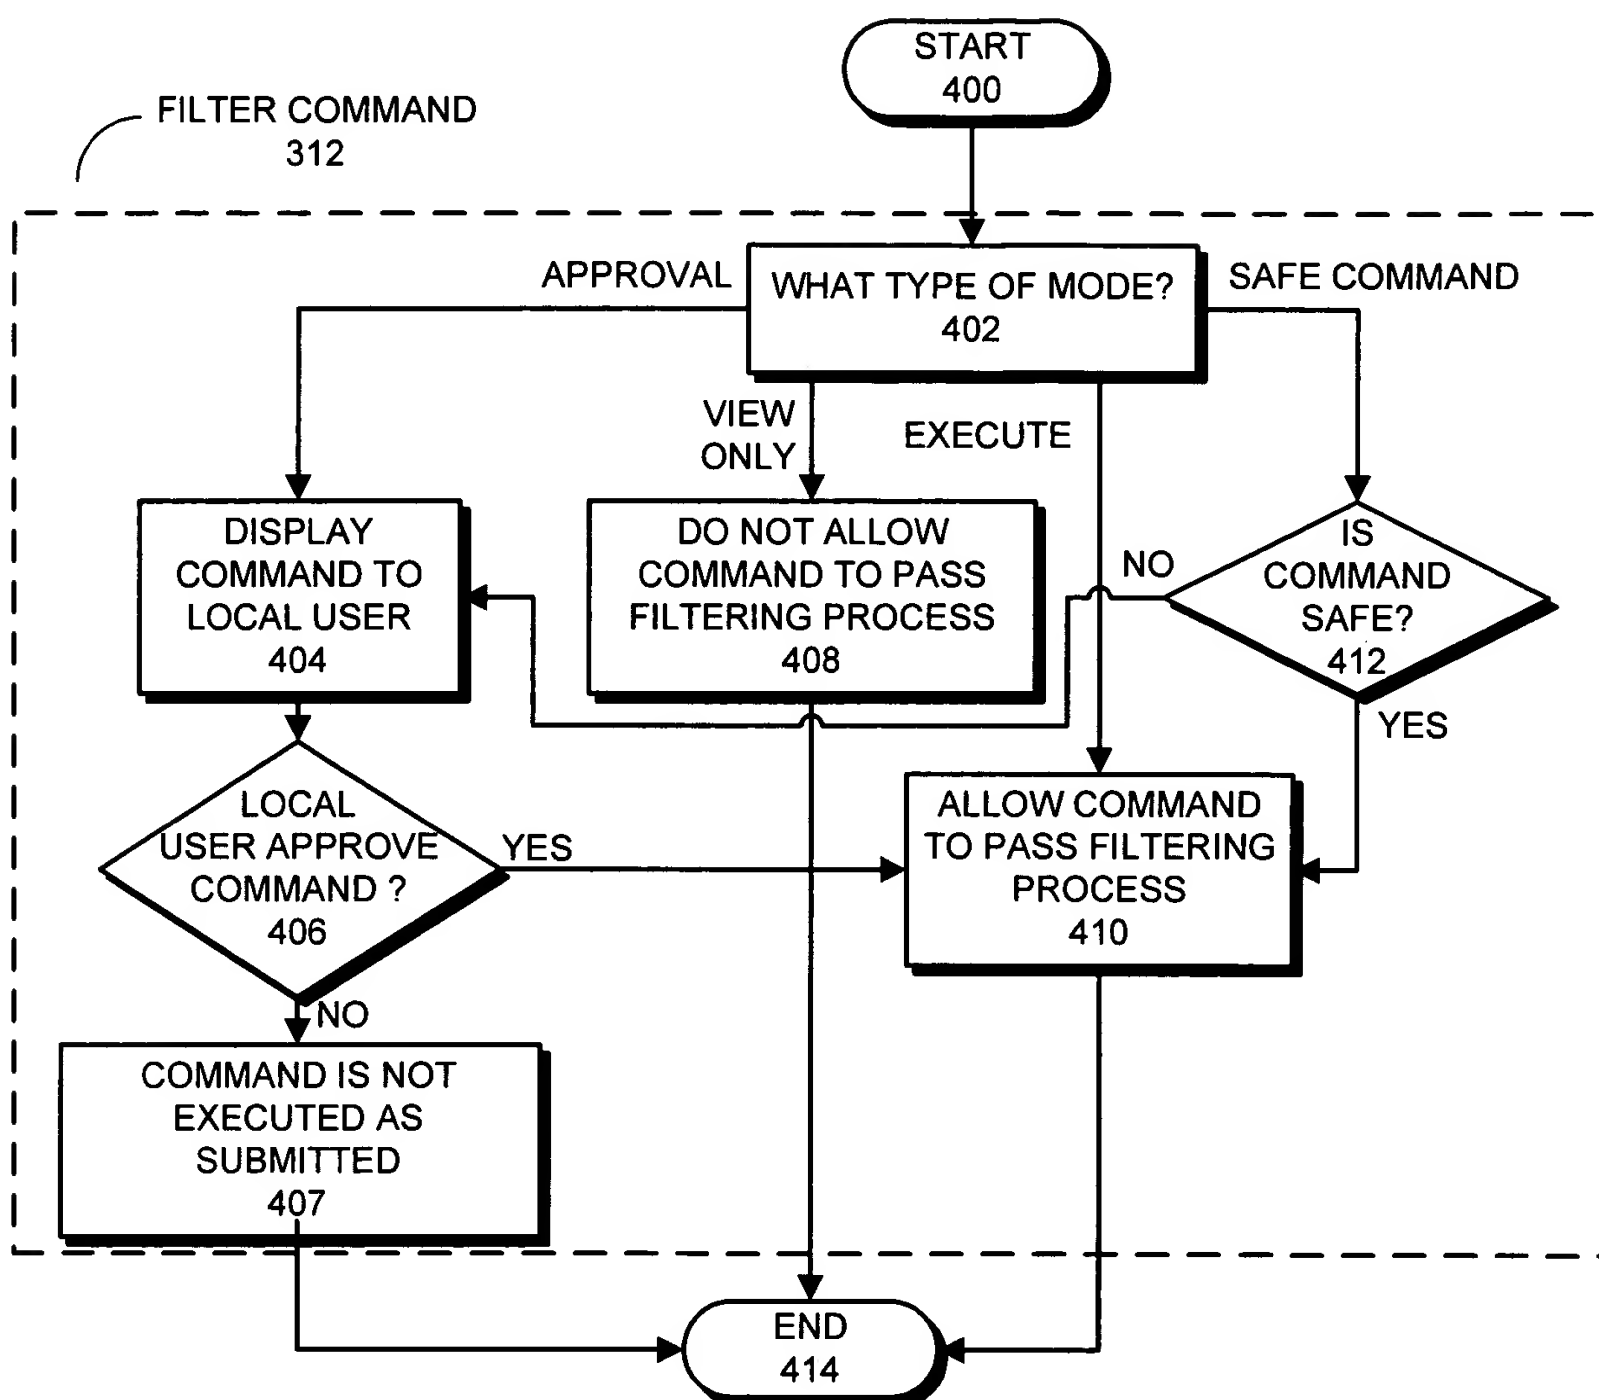 START
400
FILTER COMMAND
312
APPROVAL
WHAT TYPE OF MODE?
402
SAFE COMMAND
VIEW
ONLY
EXECUTE
DISPLAY
COMMAND TO
LOCAL USER
404
DO NOT ALLOW
COMMAND TO PASS
FILTERING PROCESS
408
NO
IS
COMMAND
SAFE?
412
YES
LOCAL
USER APPROVE
COMMAND ?
406
YES
ALLOW COMMAND
TO PASS FILTERING
PROCESS
410
NO
COMMAND IS NOT
EXECUTED AS
SUBMITTED
407
END
414